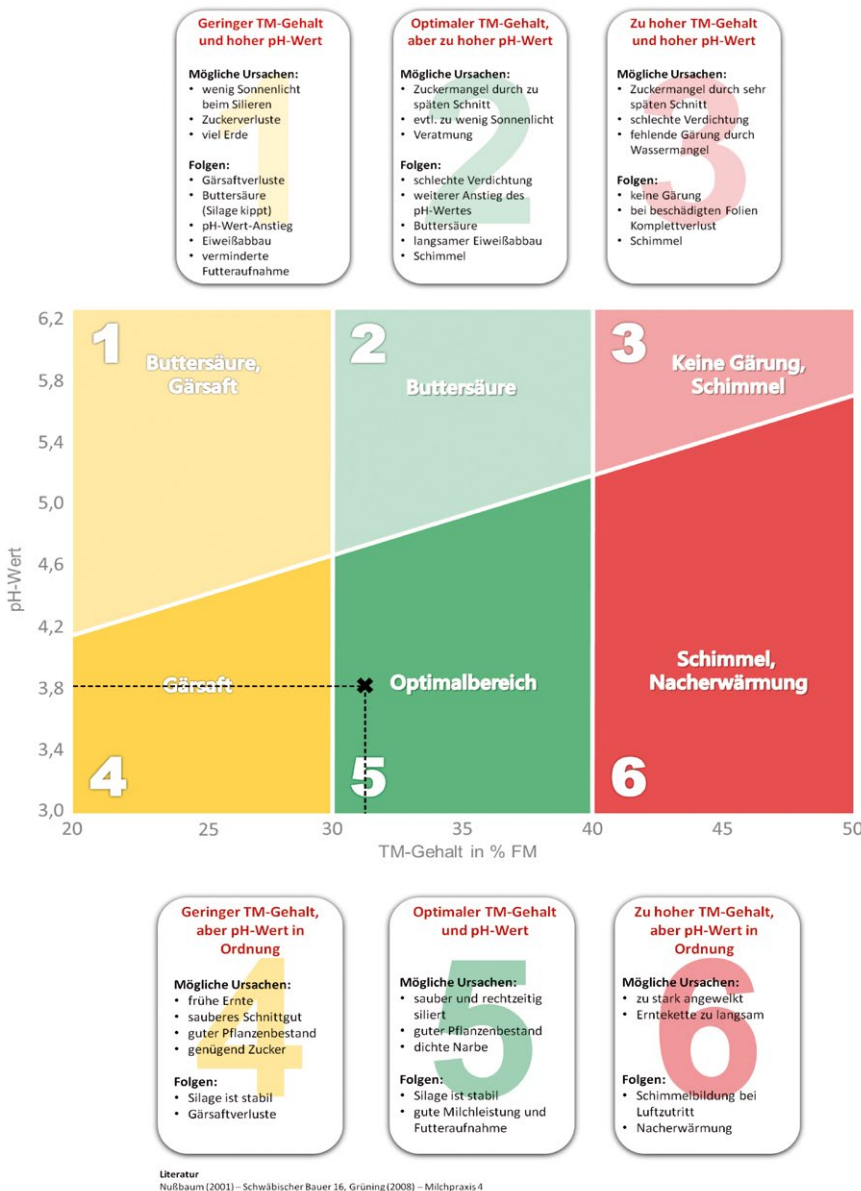 Geringer TM-Gehalt
und hoher pH-Wert
Mögliche Ursachen:
• wenig Sonnenlicht
beim Silieren
• Zuckerverluste
• viel Erde
Folgen:
• Gärsaftverluste
• Buttersäure
(Silage kippt)
• pH-Wert-Anstieg
• Eiweißabbau
• verminderte
Futteraufnahme
1
Optimaler TM-Gehalt,
aber zu hoher pH-Wert
Mögliche Ursachen:
• Zuckermangel durch zu
späten Schnitt
• evtl. zu wenig Sonnenlicht
• Veratmung
Folgen:
• schlechte Verdichtung
• weiterer Anstieg des
pH-Wertes
• Buttersäure
• langsamer Eiweißabbau
• Schimmel
2
Zu hoher TM-Gehalt
und hoher pH-Wert
Mögliche Ursachen:
• Zuckermangel durch sehr
späten Schnitt
• schlechte Verdichtung
• fehlende Gärung durch
Wassermangel
Folgen:
• keine Gärung
• bei beschädigten Folien
Komplettverlust
• Schimmel
3
pH-Wert
6,2
5,8
5,4
5,0
4,6
4,2
3,8
3,4
3,0
1
Buttersäure,
Gärsaft
2
Buttersäure
3
Keine Gärung,
Schimmel
Gärsaft
4
Optimalbereich
5
Schimmel,
Nacherwärmung
6
20 25 30 35 40 45 50
TM-Gehalt in % FM
Geringer TM-Gehalt,
aber pH-Wert in
Ordnung
Mögliche Ursachen:
• frühe Ernte
• sauberes Schnittgut
• guter Pflanzenbestand
• genügend Zucker
Folgen:
• Silage ist stabil
• Gärsaftverluste
4
Optimaler TM-Gehalt
und pH-Wert
Mögliche Ursachen:
• sauber und rechtzeitig
siliert
• guter Pflanzenbestand
• dichte Narbe
Folgen:
• Silage ist stabil
• gute Milchleistung und
Futteraufnahme
5
Zu hoher TM-Gehalt,
aber pH-Wert in
Ordnung
Mögliche Ursachen:
• zu stark angewelkt
• Erntekette zu langsam
Folgen:
• Schimmelbildung bei
Luftzutritt
• Nacherwärmung
6
Literatur
Nußbaum (2001) – Schwäbischer Bauer 16, Grüning (2008) – Milchpraxis 4